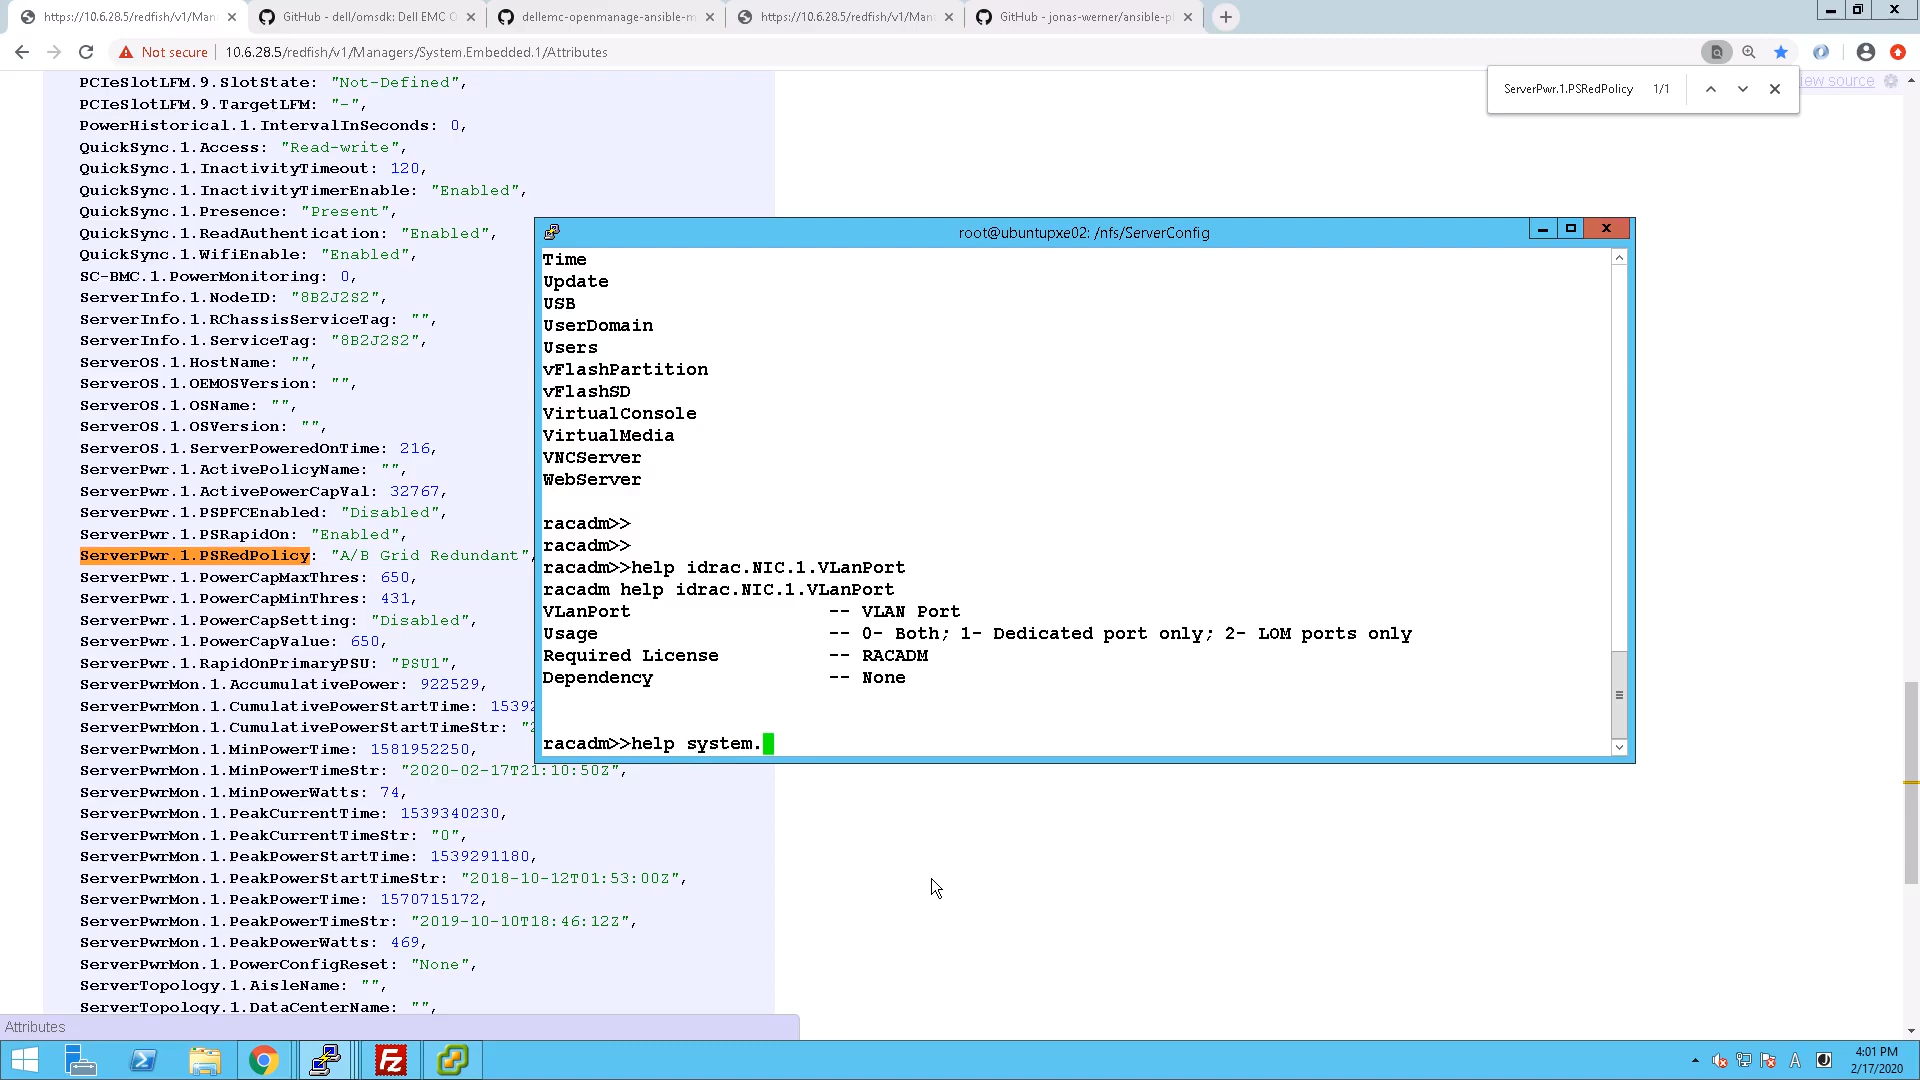 https://10.6.28.5/redfish/v1/Man
GitHub - dell/omsdk: Dell EMC O
dellemc-openmanage-ansible-m
https://10.6.28.5/redfish/v1/Man
GitHub - jonas-werner/ansible-pl
Not secure
10.6.28.5/redfish/v1/Managers/System.Embedded.1/Attributes
ServerPwr.1.PSRedPolicy 1/1
iew source
PCIeSlotLFM.9.SlotState: "Not-Defined",
PCIeSlotLFM.9.TargetLFM: "-",
PowerHistorical.1.IntervalInSeconds: 0,
QuickSync.1.Access: "Read-write",
QuickSync.1.InactivityTimeout: 120,
QuickSync.1.InactivityTimerEnable: "Enabled",
QuickSync.1.Presence: "Present",
QuickSync.1.ReadAuthentication: "Enabled",
QuickSync.1.WifiEnable: "Enabled",
SC-BMC.1.PowerMonitoring: 0,
ServerInfo.1.NodeID: "8B2J2S2",
ServerInfo.1.RChassisServiceTag: "",
ServerInfo.1.ServiceTag: "8B2J2S2",
ServerOS.1.HostName: "",
ServerOS.1.OEMOSVersion: "",
ServerOS.1.OSName: "",
ServerOS.1.OSVersion: "",
ServerOS.1.ServerPoweredOnTime: 216,
ServerPwr.1.ActivePolicyName: "",
ServerPwr.1.ActivePowerCapVal: 32767,
ServerPwr.1.PSPFCEnabled: "Disabled",
ServerPwr.1.PSRapidOn: "Enabled",
ServerPwr.1.PSRedPolicy: "A/B Grid Redundant",
ServerPwr.1.PowerCapMaxThres: 650,
ServerPwr.1.PowerCapMinThres: 431,
ServerPwr.1.PowerCapSetting: "Disabled",
ServerPwr.1.PowerCapValue: 650,
ServerPwr.1.RapidOnPrimaryPSU: "PSU1",
ServerPwrMon.1.AccumulativePower: 922529,
ServerPwrMon.1.CumulativePowerStartTime: 1539
ServerPwrMon.1.CumulativePowerStartTimeStr: "2
ServerPwrMon.1.MinPowerTime: 1581952250,
ServerPwrMon.1.MinPowerTimeStr: "2020-02-17T21:10:50Z",
ServerPwrMon.1.MinPowerWatts: 74,
ServerPwrMon.1.PeakCurrentTime: 1539340230,
ServerPwrMon.1.PeakCurrentTimeStr: "0",
ServerPwrMon.1.PeakPowerStartTime: 1539291180,
ServerPwrMon.1.PeakPowerStartTimeStr: "2018-10-12T01:53:00Z",
ServerPwrMon.1.PeakPowerTime: 1570715172,
ServerPwrMon.1.PeakPowerTimeStr: "2019-10-10T18:46:12Z",
ServerPwrMon.1.PeakPowerWatts: 469,
ServerPwrMon.1.PowerConfigReset: "None",
ServerTopology.1.AisleName: "",
ServerTopology.1.DataCenterName: "",
Attributes
root@ubuntupxe02: /nfs/ServerConfig
Time
Update
USB
UserDomain
Users
vFlashPartition
vFlashSD
VirtualConsole
VirtualMedia
VNCServer
WebServer
racadm>>
racadm>>
racadm>>help idrac.NIC.1.VLanPort
racadm help idrac.NIC.1.VLanPort
VLanPort -- VLAN Port
Usage -- 0- Both; 1- Dedicated port only; 2- LOM ports only
Required License -- RACADM
Dependency -- None
racadm>>help system.
4:01 PM
2/17/2020